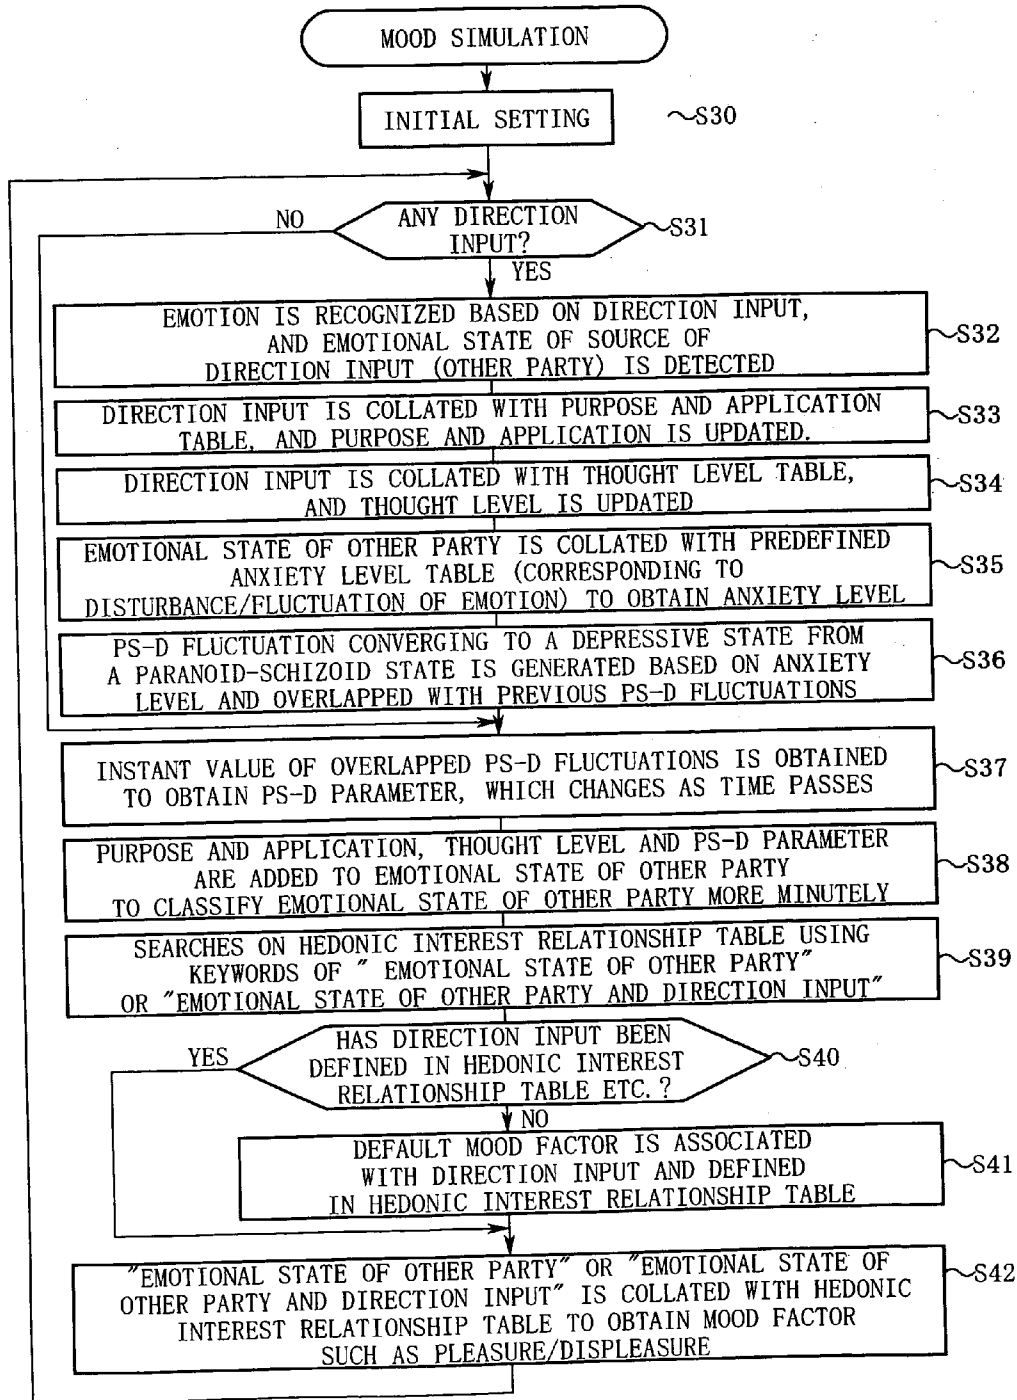 MOOD SIMULATION
INITIAL SETTING
S30
NO
ANY DIRECTION
INPUT?
S31
YES
EMOTION IS RECOGNIZED BASED ON DIRECTION INPUT,
AND EMOTIONAL STATE OF SOURCE OF
DIRECTION INPUT (OTHER PARTY) IS DETECTED
S32
DIRECTION INPUT IS COLLATED WITH PURPOSE AND APPLICATION
TABLE, AND PURPOSE AND APPLICATION IS UPDATED.
S33
DIRECTION INPUT IS COLLATED WITH THOUGHT LEVEL TABLE,
AND THOUGHT LEVEL IS UPDATED
S34
EMOTIONAL STATE OF OTHER PARTY IS COLLATED WITH PREDEFINED
ANXIETY LEVEL TABLE (CORRESPONDING TO
DISTURBANCE/FLUCTUATION OF EMOTION) TO OBTAIN ANXIETY LEVEL
S35
PS-D FLUCTUATION CONVERGING TO A DEPRESSIVE STATE FROM
A PARANOID-SCHIZOID STATE IS GENERATED BASED ON ANXIETY
LEVEL AND OVERLAPPED WITH PREVIOUS PS-D FLUCTUATIONS
S36
INSTANT VALUE OF OVERLAPPED PS-D FLUCTUATIONS IS OBTAINED
TO OBTAIN PS-D PARAMETER, WHICH CHANGES AS TIME PASSES
S37
PURPOSE AND APPLICATION, THOUGHT LEVEL AND PS-D PARAMETER
ARE ADDED TO EMOTIONAL STATE OF OTHER PARTY
TO CLASSIFY EMOTIONAL STATE OF OTHER PARTY MORE MINUTELY
S38
SEARCHES ON HEDONIC INTEREST RELATIONSHIP TABLE USING
KEYWORDS OF " EMOTIONAL STATE OF OTHER PARTY"
OR "EMOTIONAL STATE OF OTHER PARTY AND DIRECTION INPUT"
S39
YES
HAS DIRECTION INPUT BEEN
DEFINED IN HEDONIC INTEREST
RELATIONSHIP TABLE ETC.?
S40
NO
DEFAULT MOOD FACTOR IS ASSOCIATED
WITH DIRECTION INPUT AND DEFINED
IN HEDONIC INTEREST RELATIONSHIP TABLE
S41
"EMOTIONAL STATE OF OTHER PARTY" OR "EMOTIONAL STATE OF
OTHER PARTY AND DIRECTION INPUT" IS COLLATED WITH HEDONIC
INTEREST RELATIONSHIP TABLE TO OBTAIN MOOD FACTOR
SUCH AS PLEASURE/DISPLEASURE
S42